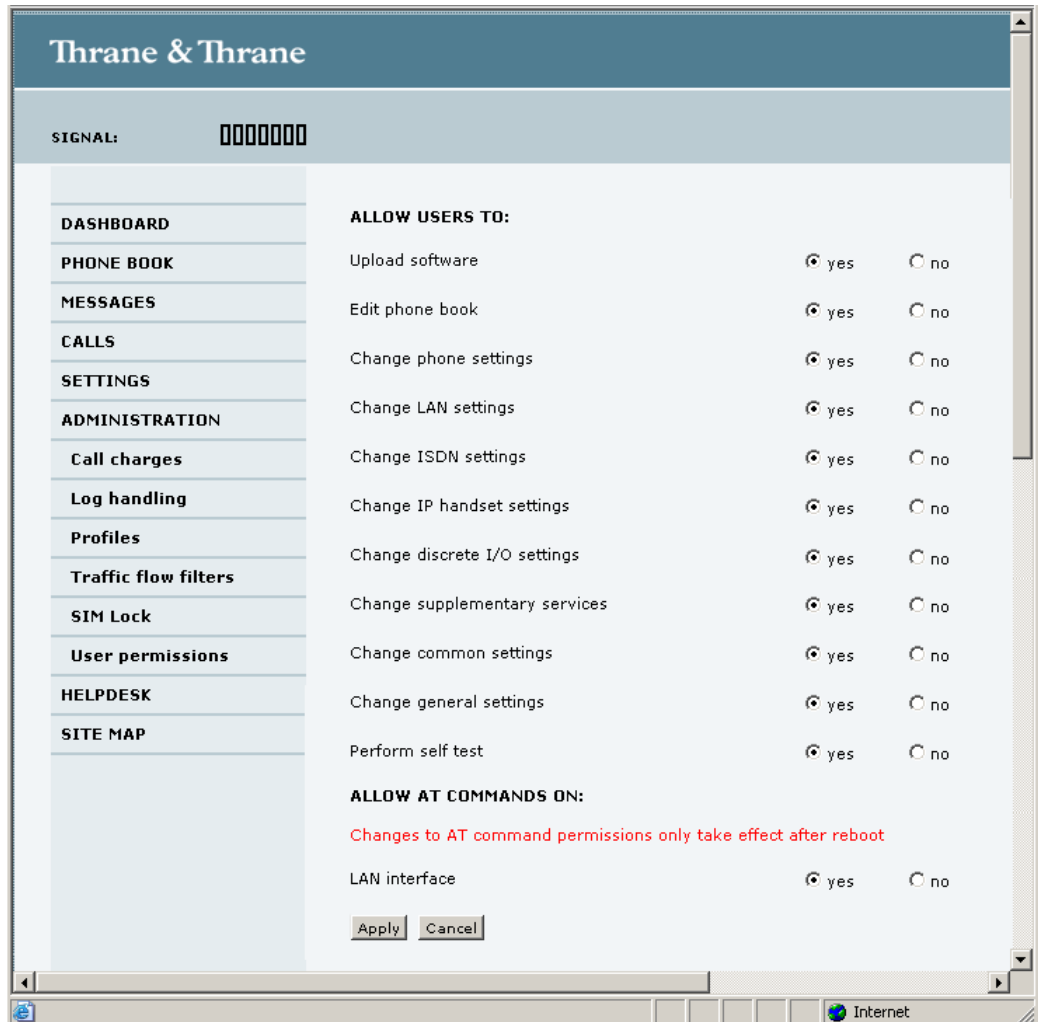 Thrane & Thrane
SIGNAL:
DASHBOARD
PHONE BOOK
MESSAGES
CALLS
SETTINGS
ADMINISTRATION
Call charges
Log handling
Profiles
Traffic flow filters
SIM Lock
User permissions
HELPDESK
SITE MAP
ALLOW USERS TO:
Upload software yes no
Edit phone book yes no
Change phone settings yes no
Change LAN settings yes no
Change ISDN settings yes no
Change IP handset settings yes no
Change discrete I/O settings yes no
Change supplementary services yes no
Change common settings yes no
Change general settings yes no
Perform self test yes no
ALLOW AT COMMANDS ON:
Changes to AT command permissions only take effect after reboot
LAN interface yes no
Apply Cancel
Internet